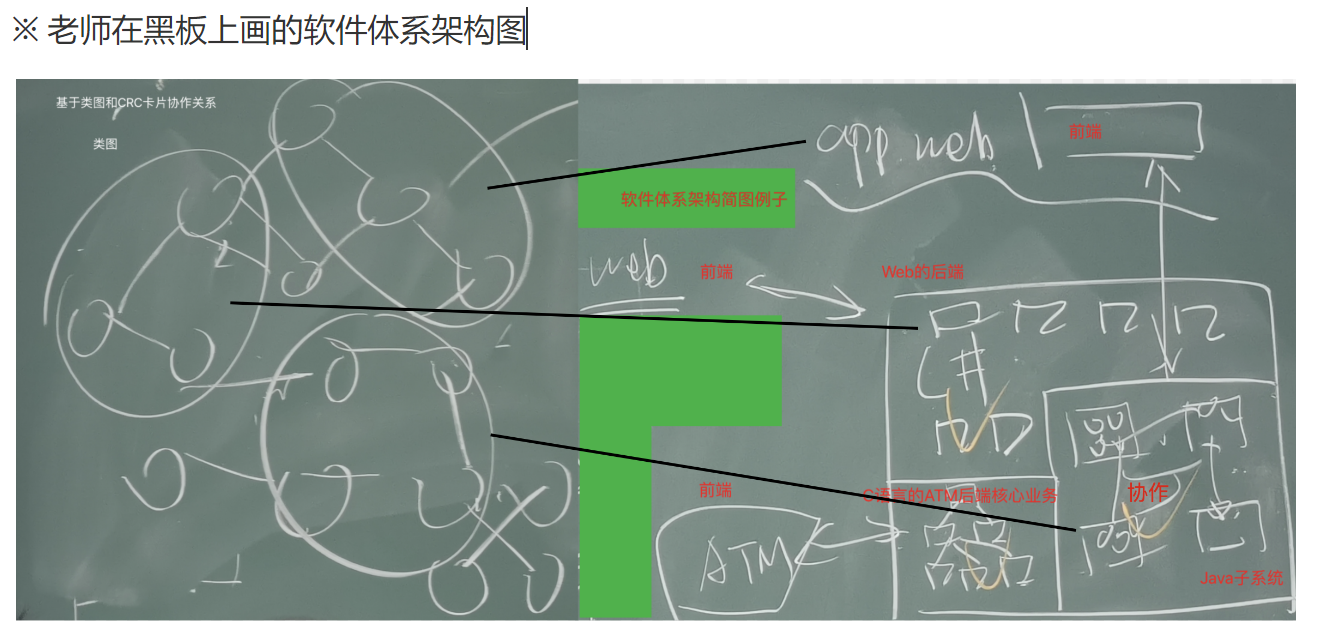 ※ 老师在黑板上画的软件体系架构图
基于类图和CRC卡片协作关系
类图
app web
前端
软件体系架构简图例子
web
前端
Web的后端
C#
前端
C语言的ATM后端核心业务
协作
ATM
Java子系统